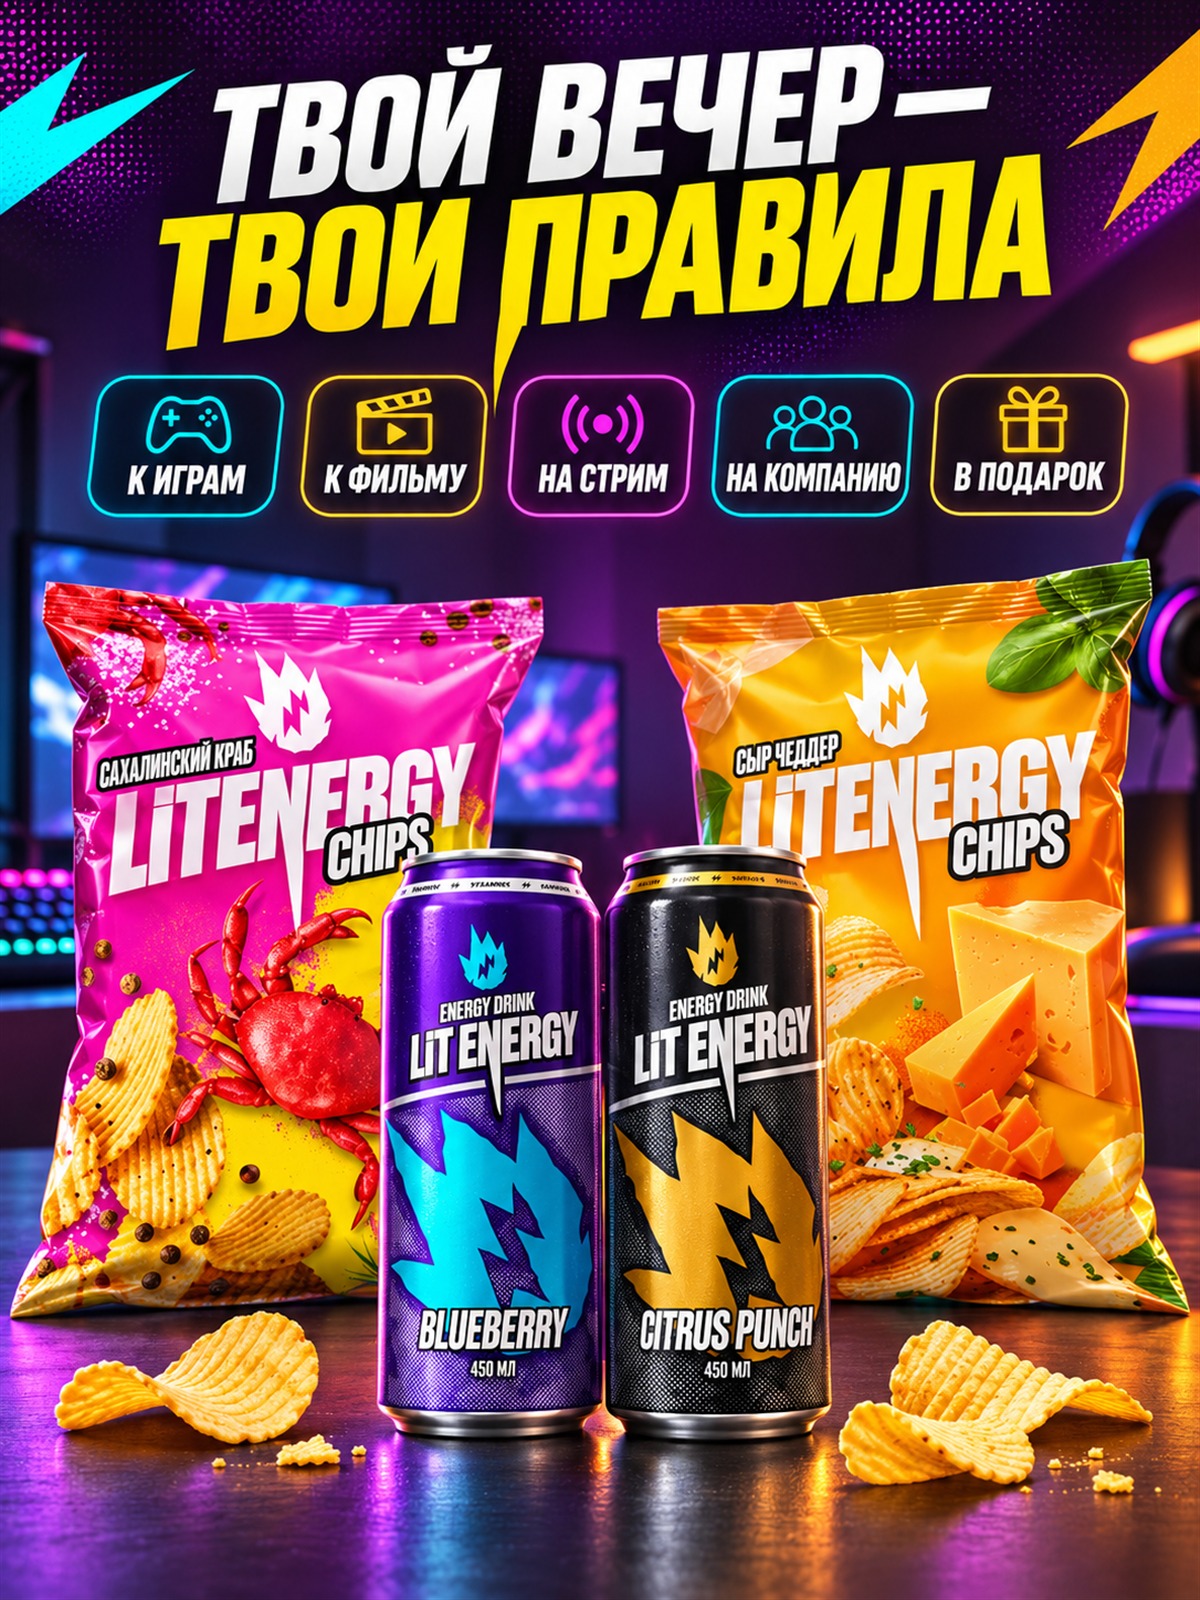 ТВОЙ ВЕЧЕР—
ТВОИ ПРАВИЛА
К ИГРАМ
К ФИЛЬМУ
НА СТРИМ
НА КОМПАНИЮ
В ПОДАРОК
САХАЛИНСКИЙ КРАБ
LiTENERGY
CHIPS
СЫР ЧЕДДЕР
LiTENERGY
CHIPS
ENERGY DRINK
LiT ENERGY
BLUEBERRY
450 МЛ
ENERGY DRINK
LiT ENERGY
CITRUS PUNCH
450 МЛ